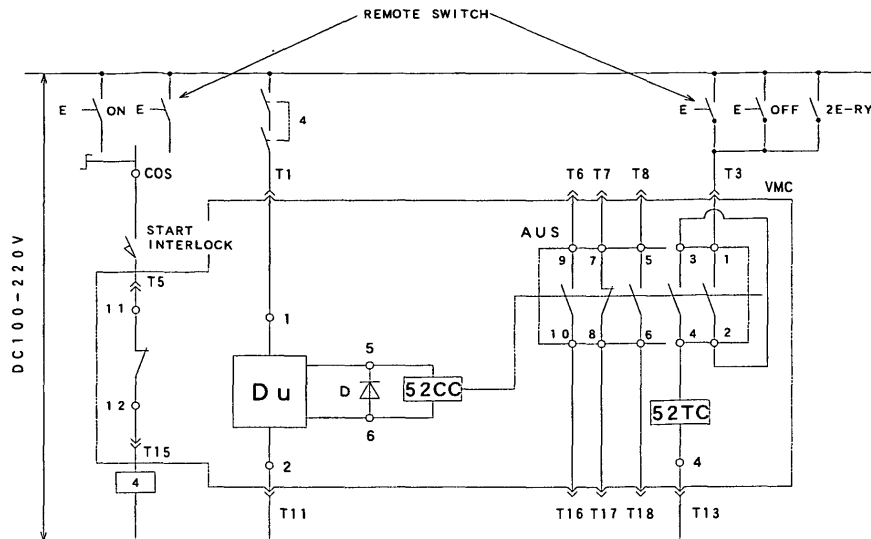 REMOTE SWITCH
E ON E 4 E E OFF 2E-RY
COS T1 T6 T7 T8 T3
VMC
START
INTERLOCK
AUS
DC100-220V
T5
9 7 5 3 1
11
1
10 8 6 4 2
5
Du D 52CC
12
6
52TC
2
T15
4
4
T11 T16 T17 T18 T13